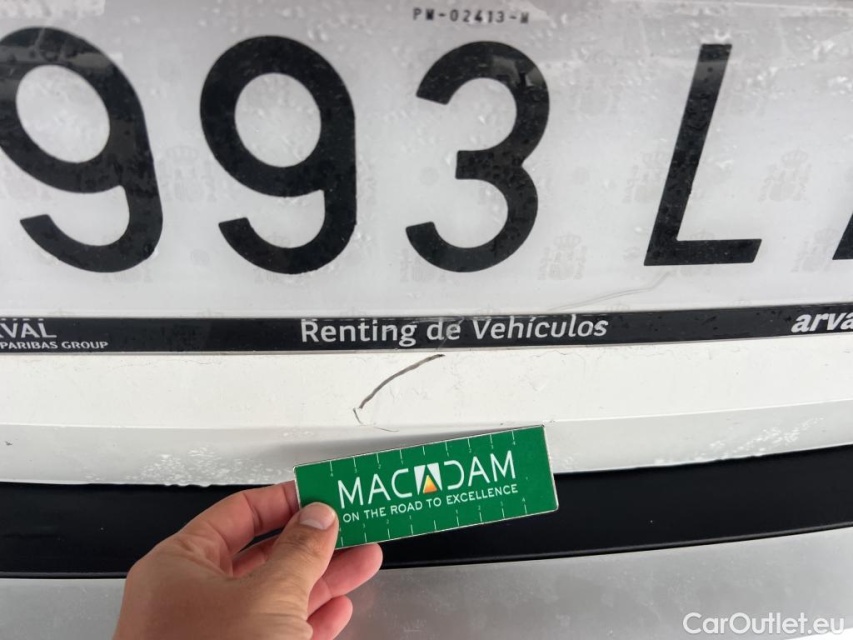 PM-02413-M
993 L
VAL
PARIBAS GROUP
Renting de Vehículos
arva
MACADAM
ON THE ROAD TO EXCELLENCE
CarOutlet.eu